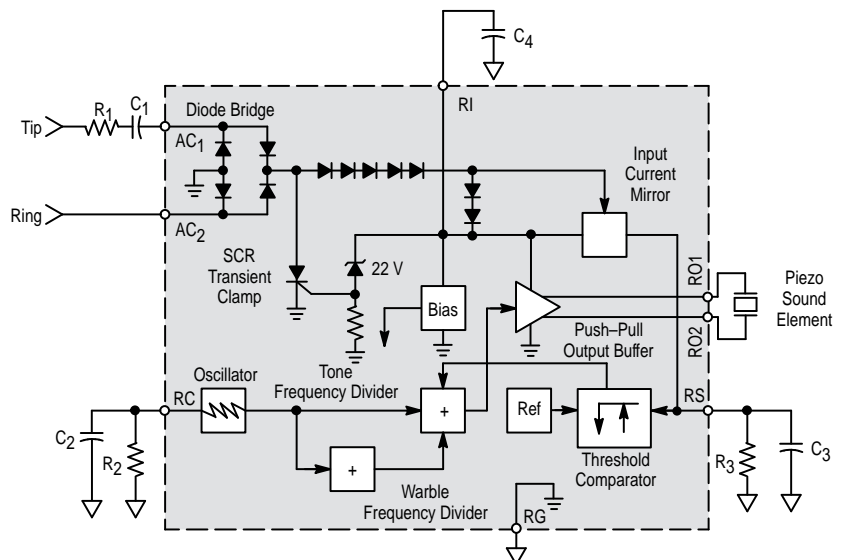 C4
RI
R1
C1
Diode Bridge
Tip
AC1
Input
Current
Mirror
Ring
AC2
SCR
Transient
Clamp
22 V
RO1
Piezo
Sound
Element
Bias
RO2
Push–Pull
Output Buffer
Oscillator
Tone
Frequency Divider
RC
+
Ref
RS
C2
R2
+
Threshold
Comparator
R3
C3
Warble
Frequency Divider
RG